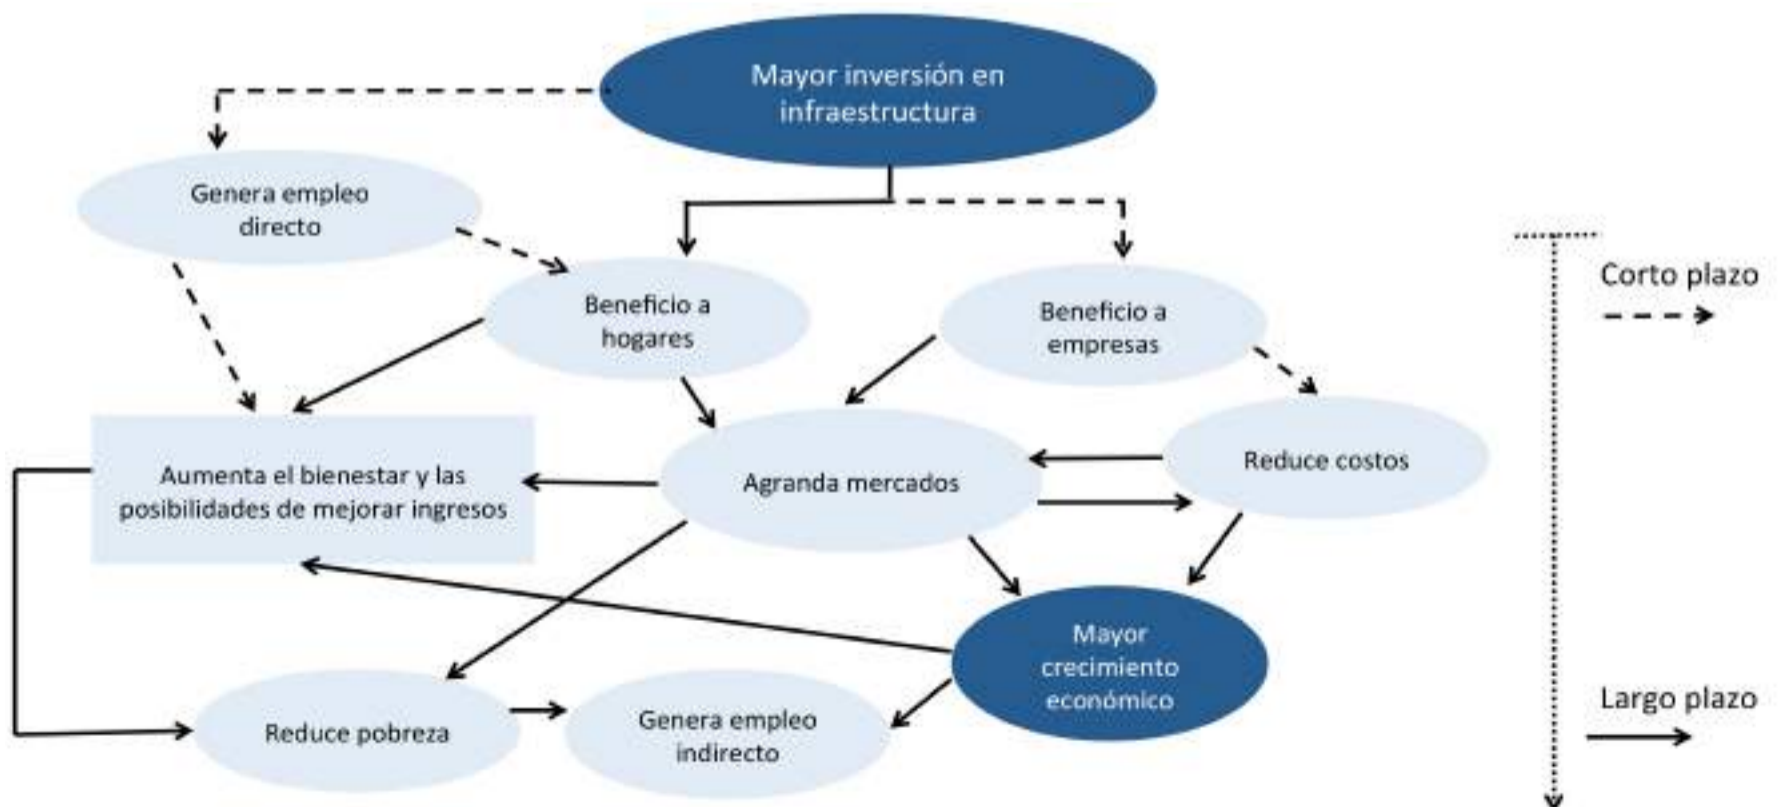 Mayor inversión en
infraestructura
Genera empleo
directo
Beneficio a
hogares
Beneficio a
empresas
Corto plazo
Aumenta el bienestar y las
posibilidades de mejorar ingresos
Agranda mercados
Reduce costos
Mayor
crecimiento
económico
Reduce pobreza
Genera empleo
indirecto
Largo plazo